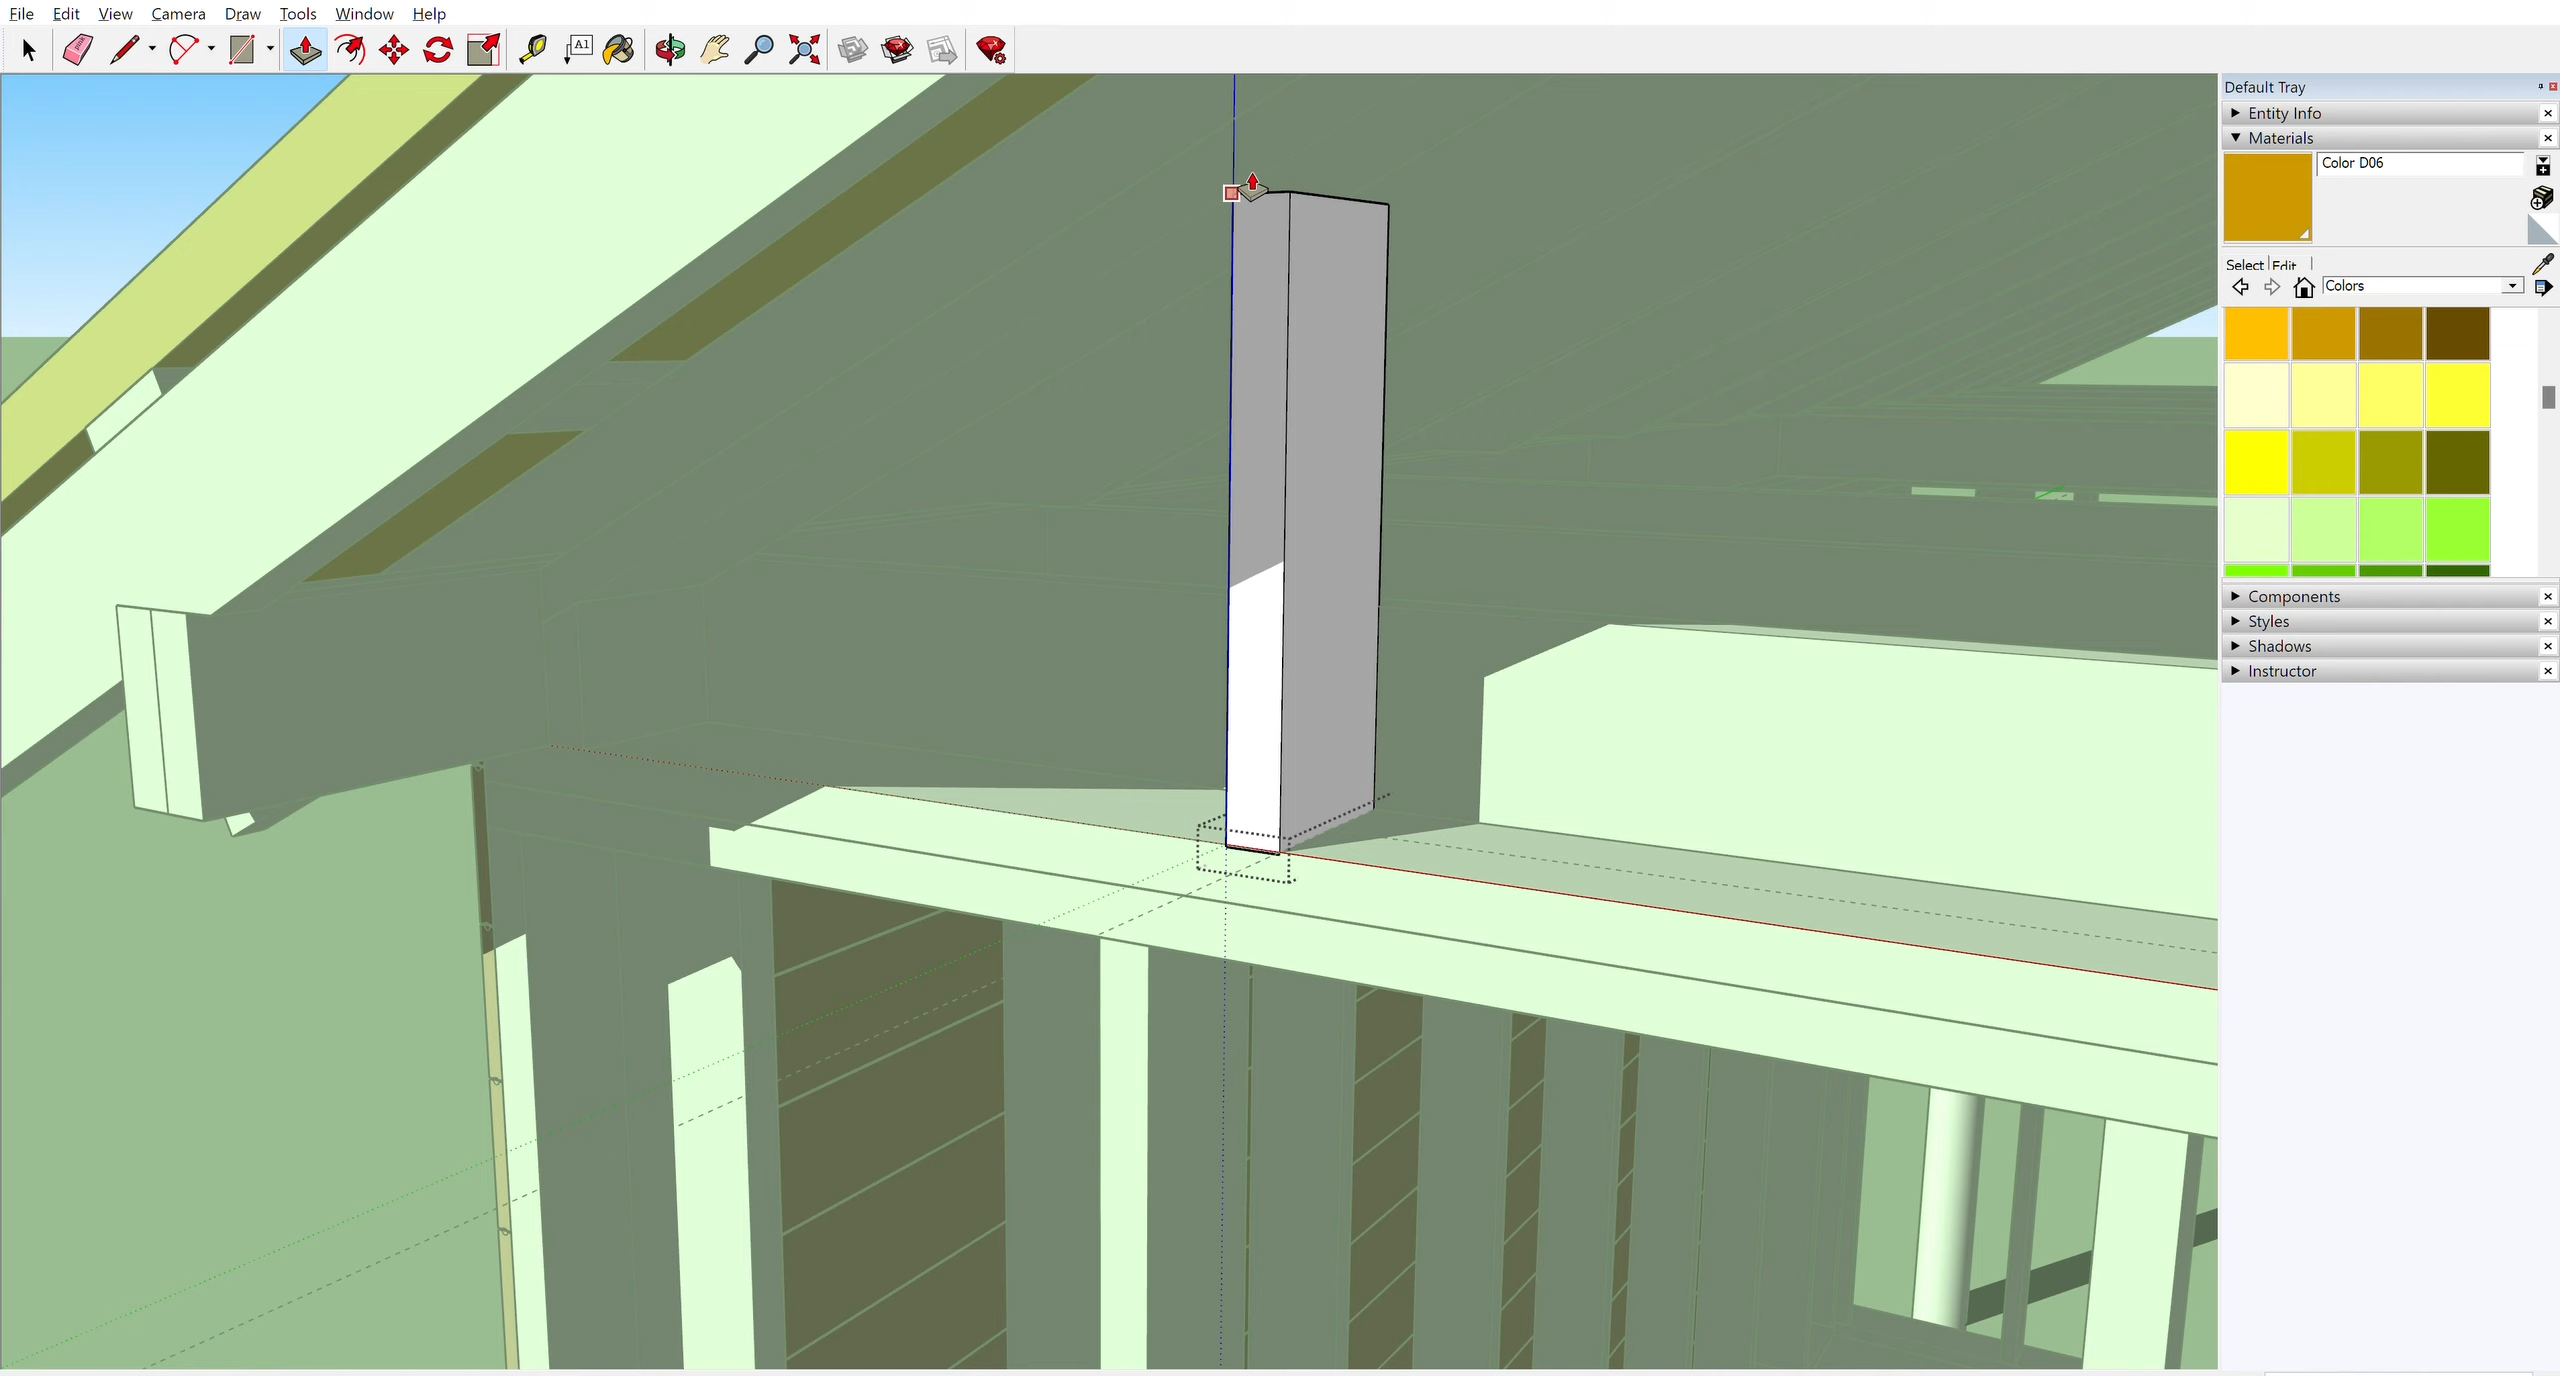 File Edit View Camera Draw Tools Window Help
A1
Default Tray
Entity Info
Materials
Color D06
Select Edit
Colors
Components
Styles
Shadows
Instructor